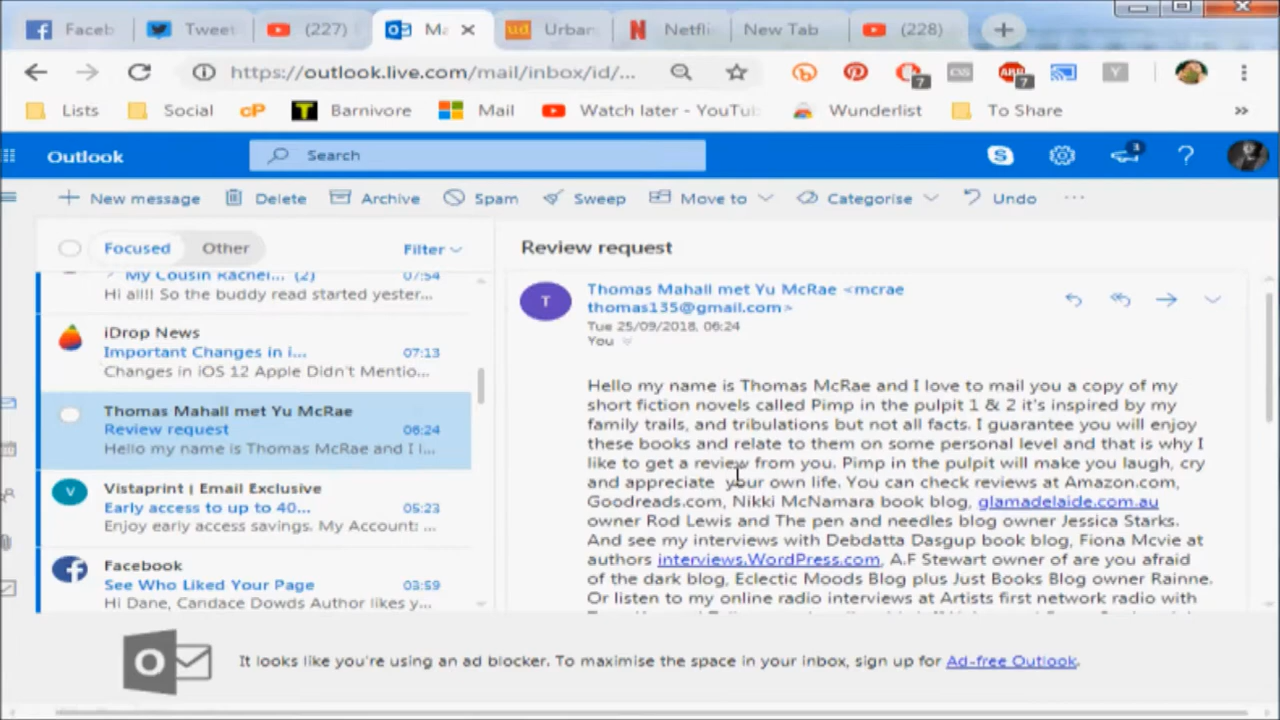 Faceb
Tweet
(227)
Ma
Urban
Netfli
New Tab
(228)
https://outlook.live.com/mail/inbox/id/...
7
7
Lists
Social
cP
Barnivore
Mail
Watch later - YouTu
Wunderlist
To Share
»
Outlook
Search
3
?
New message
Delete
Archive
Spam
Sweep
Move to
Categorise
Undo
...
Focused
Other
Filter
My Cousin Rachel... (2)
07:54
Hi all!! So the buddy read started yester...
iDrop News
Important Changes in i...
07:13
Changes in iOS 12 Apple Didn't Mentio...
Thomas Mahall met Yu McRae
Review request
06:24
Hello my name is Thomas McRae and I l...
V
Vistaprint | Email Exclusive
Early access to up to 40...
05:23
Enjoy early access savings. My Account: ...
Facebook
See Who Liked Your Page
03:59
Hi Dane, Candace Dowds Author likes y...
Review request
T
Thomas Mahall met Yu McRae <mcrae
thomas135@gmail.com>
Tue 25/09/2018, 06:24
You
Hello my name is Thomas McRae and I love to mail you a copy of my
short fiction novels called Pimp in the pulpit 1 & 2 it's inspired by my
family trails, and tribulations but not all facts. I guarantee you will enjoy
these books and relate to them on some personal level and that is why I
like to get a review from you. Pimp in the pulpit will make you laugh, cry
and appreciate your own life. You can check reviews at Amazon.com,
Goodreads.com, Nikki McNamara book blog, glamadelaide.com.au
owner Rod Lewis and The pen and needles blog owner Jessica Starks.
And see my interviews with Debdatta Dasgup book blog, Fiona Mcvie at
authors interviews.WordPress.com, A.F Stewart owner of are you afraid
of the dark blog, Eclectic Moods Blog plus Just Books Blog owner Rainne.
Or listen to my online radio interviews at Artists first network radio with
It looks like you're using an ad blocker. To maximise the space in your inbox, sign up for Ad-free Outlook.